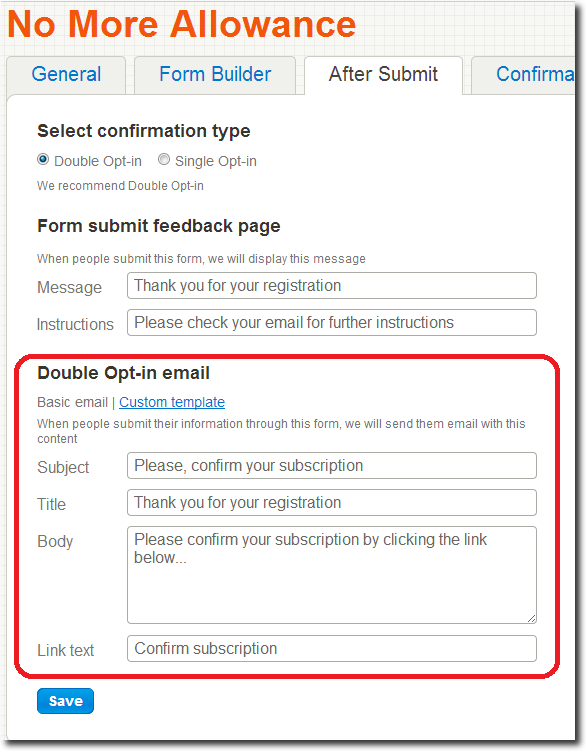 No More Allowance
General Form Builder After Submit Confirma
Select confirmation type
Double Opt-in Single Opt-in
We recommend Double Opt-in
Form submit feedback page
When people submit this form, we will display this message
Message Thank you for your registration
Instructions Please check your email for further instructions
Double Opt-in email
Basic email | Custom template
When people submit their information through this form, we will send them email with this
content
Subject Please, confirm your subscription
Title Thank you for your registration
Body Please confirm your subscription by clicking the link
below...
Link text Confirm subscription
Save